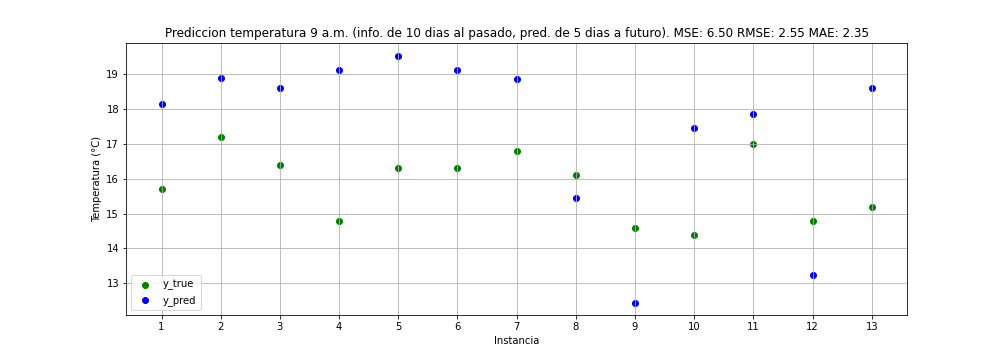 Prediccion temperatura 9 a.m. (info. de 10 dias al pasado, pred. de 5 dias a futuro). MSE: 6.50 RMSE: 2.55 MAE: 2.35
19
18
17
16
15
14
13
Temperatura (°C)
y_true
y_pred
1 2 3 4 5 6 7 8 9 10 11 12 13
Instancia